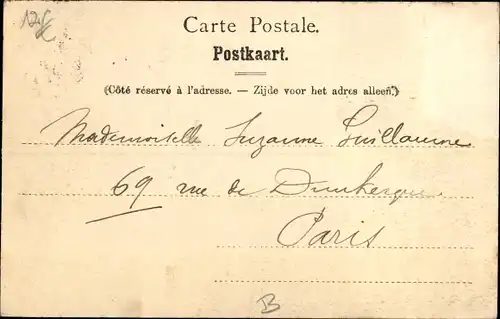 Carte Postale.
Postkaart.
(Côté réservé à l'adresse. — Zijde voor het adres alleen.)
Mademoiselle Suzanne Guillaume
69 rue de Dunkerque
Paris
B